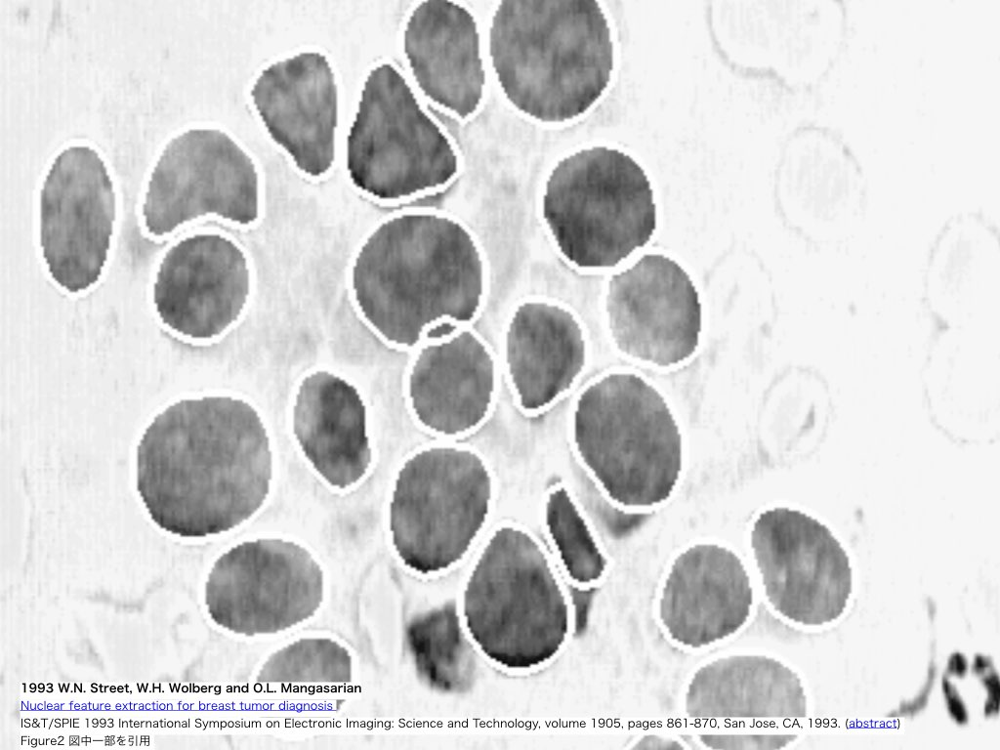 1993 W.N. Street, W.H. Wolberg and O.L. Mangasarian
Nuclear feature extraction for breast tumor diagnosis
IS&T/SPIE 1993 International Symposium on Electronic Imaging: Science and Technology, volume 1905, pages 861-870, San Jose, CA, 1993. (abstract)
Figure2 図中一部を引用